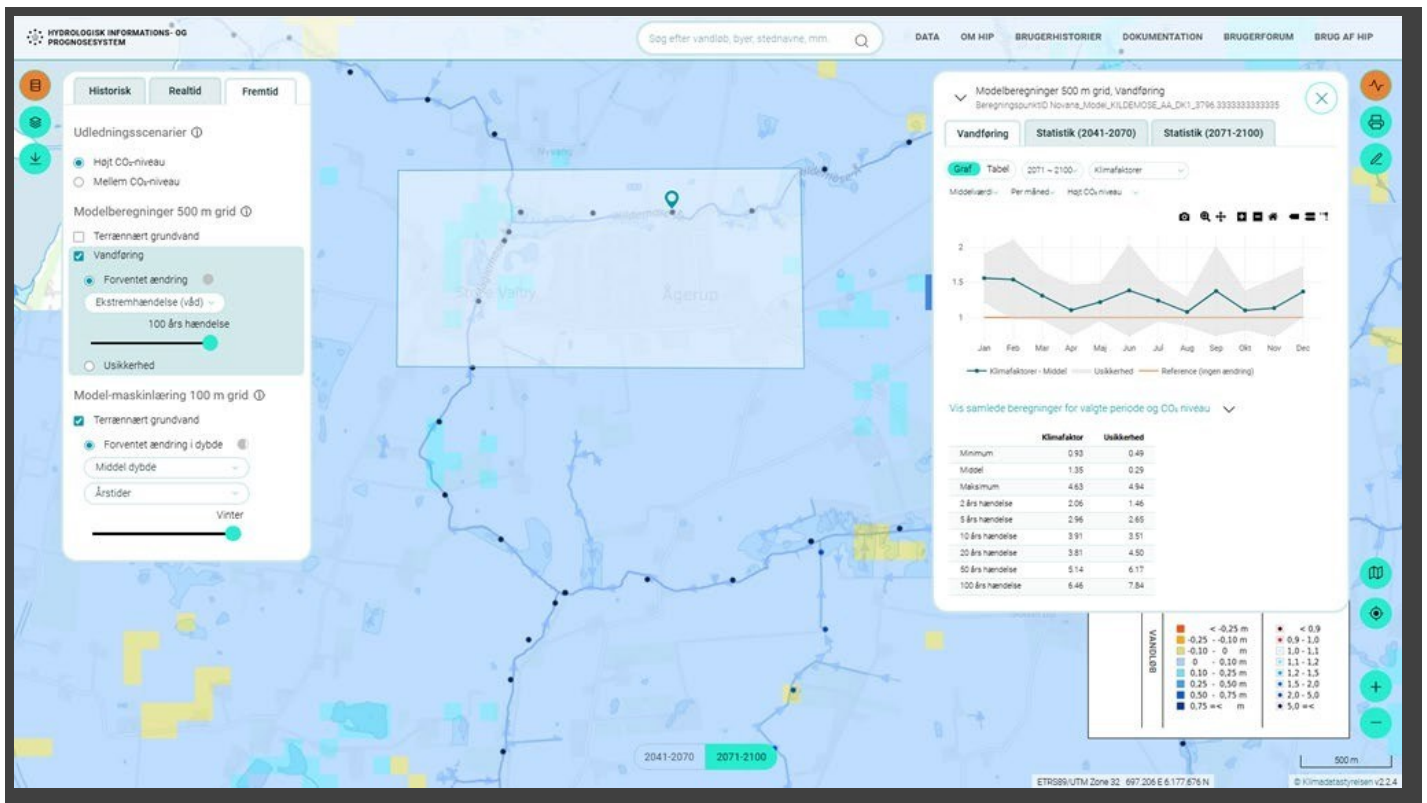 HYDROLOGISK INFORMATIONS- OG
PROGNOSESYSTEM
Søg efter vandløb, byer, stednavne, mm.
DATA
OM HIP
BRUGERHISTORIER
DOKUMENTATION
BRUGERFORUM
BRUG AF HIP
Historisk
Realtid
Fremtid
Udledningsscenarier
Højt CO₂-niveau
Mellem CO₂-niveau
Modelberegninger 500 m grid
Terrænnært grundvand
Vandføring
Forventet ændring
Ekstremhændelse (våd)
100 års hændelse
Usikkerhed
Model-maskinlæring 100 m grid
Terrænnært grundvand
Forventet ændring i dybde
Middel dybde
Årstider
Vinter
Nyvang
Valby
Ågerup
Modelberegninger 500 m grid, Vandføring
BeregningspunktID Novana_Model_KILDEMOSE_AA_DK1_3796.3333333333335
Vandføring
Statistik (2041-2070)
Statistik (2071-2100)
Graf
Tabel
2071 – 2100
Klimafaktorer
Middelværdi
Per måned
Højt CO₂ niveau
2
1.5
1
Jan Feb Mar Apr Maj Jun Jul Aug Sep Okt Nov Dec
Klimafaktorer - Middel
Usikkerhed
Reference (ingen ændring)
Vis samlede beregninger for valgte periode og CO₂ niveau
Klimafaktor Usikkerhed
Minimum 0.93 0.49
Middel 1.35 0.29
Maksimum 4.63 4.94
2 års hændelse 2.06 1.46
5 års hændelse 2.96 2.65
10 års hændelse 3.91 3.51
20 års hændelse 3.81 4.50
50 års hændelse 5.14 6.17
100 års hændelse 6.46 7.84
VANDLØB
< -0,25 m
-0,25 - -0,10 m
-0,10 - 0 m
0 - 0,10 m
0,10 - 0,25 m
0,25 - 0,50 m
0,50 - 0,75 m
0,75 =< m
< 0,9
0,9 - 1,0
1,0 - 1,1
1,1 - 1,2
1,2 - 1,5
1,5 - 2,0
2,0 - 5,0
5,0 =<
2041-2070
2071-2100
500 m
ETRS89/UTM Zone 32 697.206 E 6.177.676 N
© Klimadatastyrelsen v2.2.4